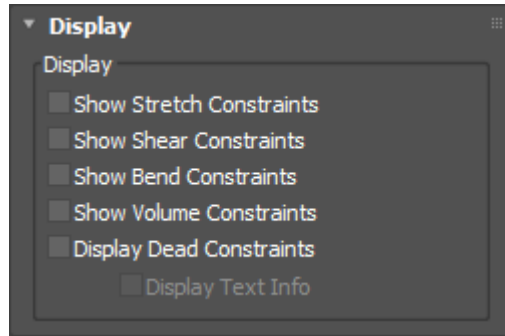 Display
Display
Show Stretch Constraints
Show Shear Constraints
Show Bend Constraints
Show Volume Constraints
Display Dead Constraints
Display Text Info